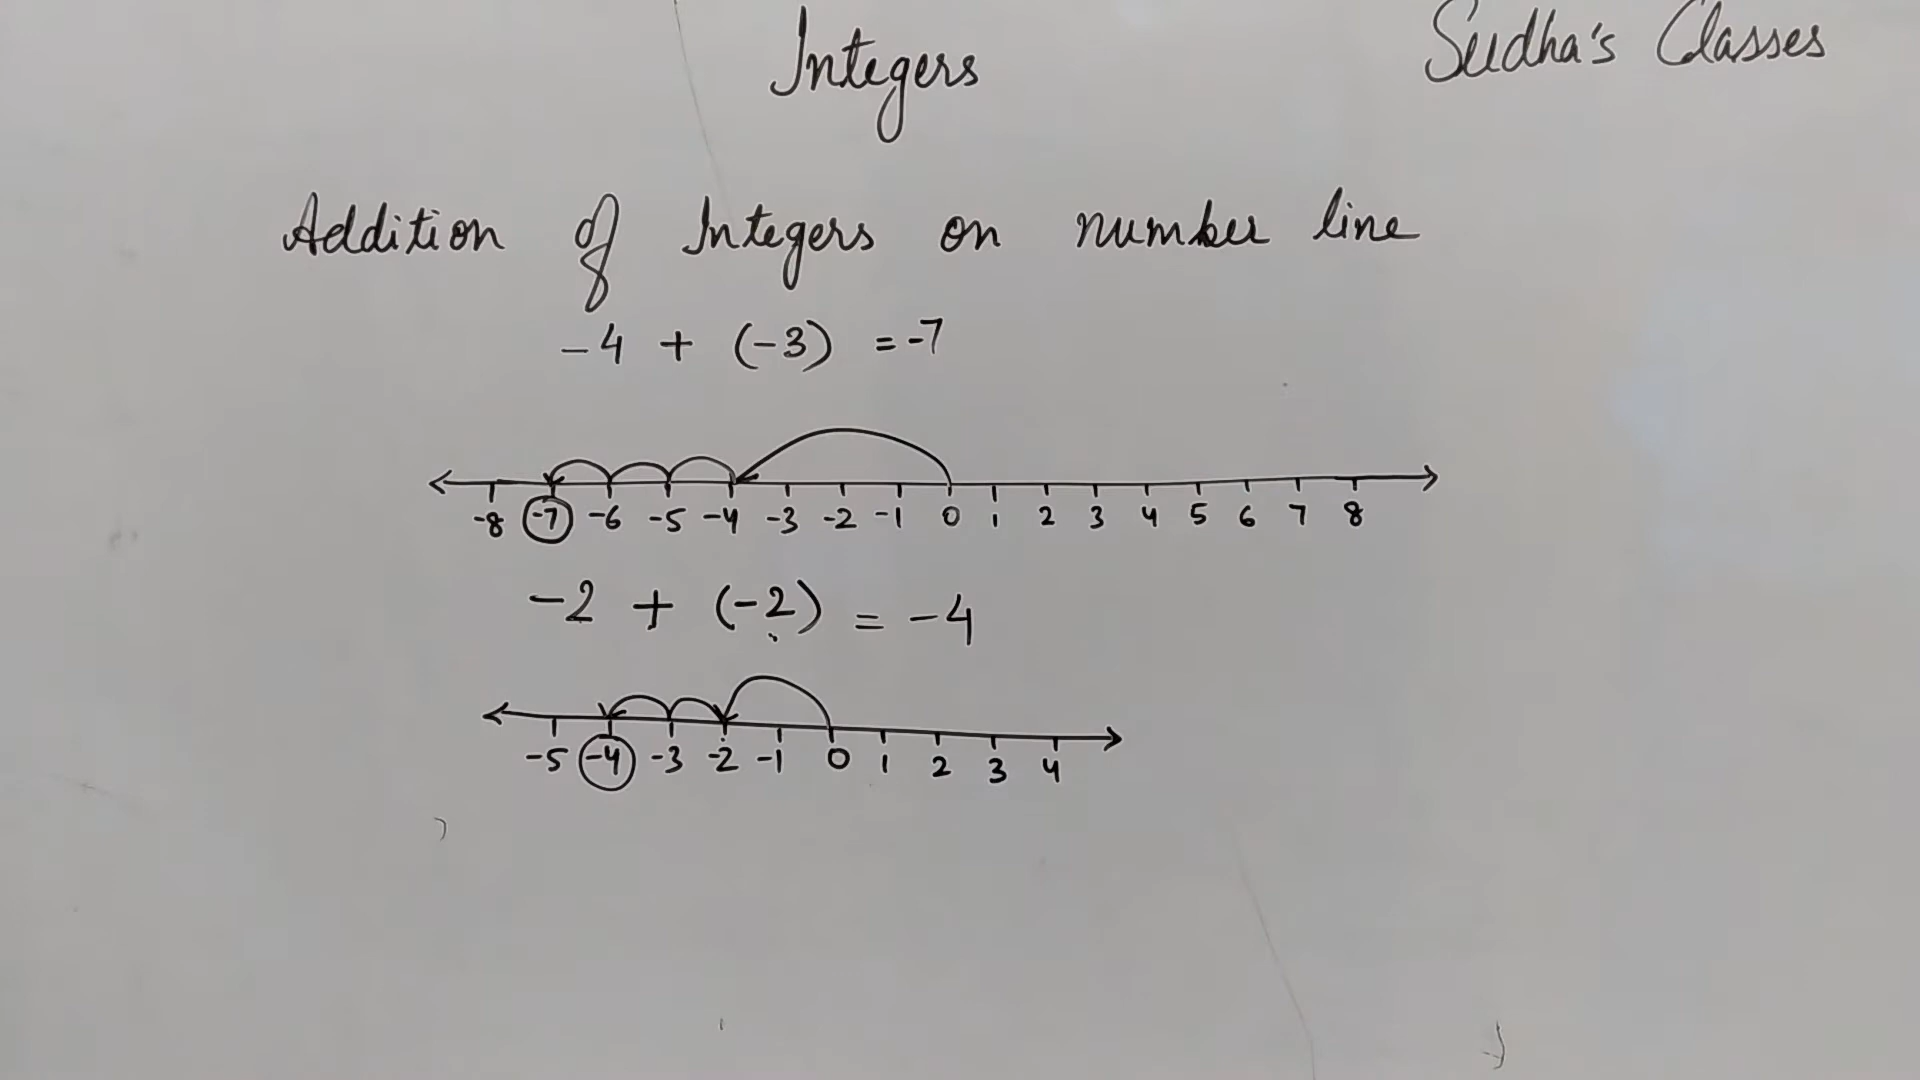 Integers
Sudha's Classes
Addition of Integers on number line
-4 + (-3) = -7
-8 -7 -6 -5 -4 -3 -2 -1 0 1 2 3 4 5 6 7 8
-2 + (-2) = -4
-5 -4 -3 -2 -1 0 1 2 3 4